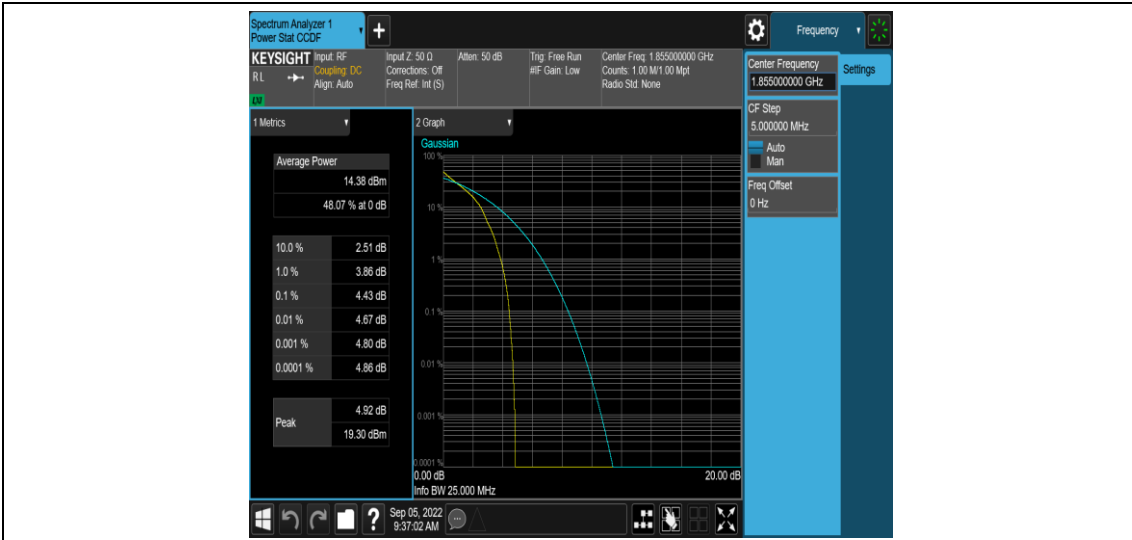 Spectrum Analyzer 1
Power Stat CCDF
+
Frequency
KEYSIGHT
RL
LXI
Input: RF
Coupling: DC
Align: Auto
Input Z: 50 Ω
Corrections: Off
Freq Ref: Int (S)
Atten: 50 dB
Trig: Free Run
#IF Gain: Low
Center Freq: 1.855000000 GHz
Counts: 1.00 M/1.00 Mpt
Radio Std: None
Center Frequency
1.855000000 GHz
Settings
CF Step
5.000000 MHz
Auto
Man
Freq Offset
0 Hz
1 Metrics
Average Power
14.38 dBm
48.07 % at 0 dB
10.0 % 2.51 dB
1.0 % 3.86 dB
0.1 % 4.43 dB
0.01 % 4.67 dB
0.001 % 4.80 dB
0.0001 % 4.86 dB
Peak
4.92 dB
19.30 dBm
2 Graph
Gaussian
100 %
10 %
1 %
0.1 %
0.01 %
0.001 %
0.0001 %
0.00 dB 20.00 dB
Info BW 25.000 MHz
?
Sep 05, 2022
9:37:02 AM